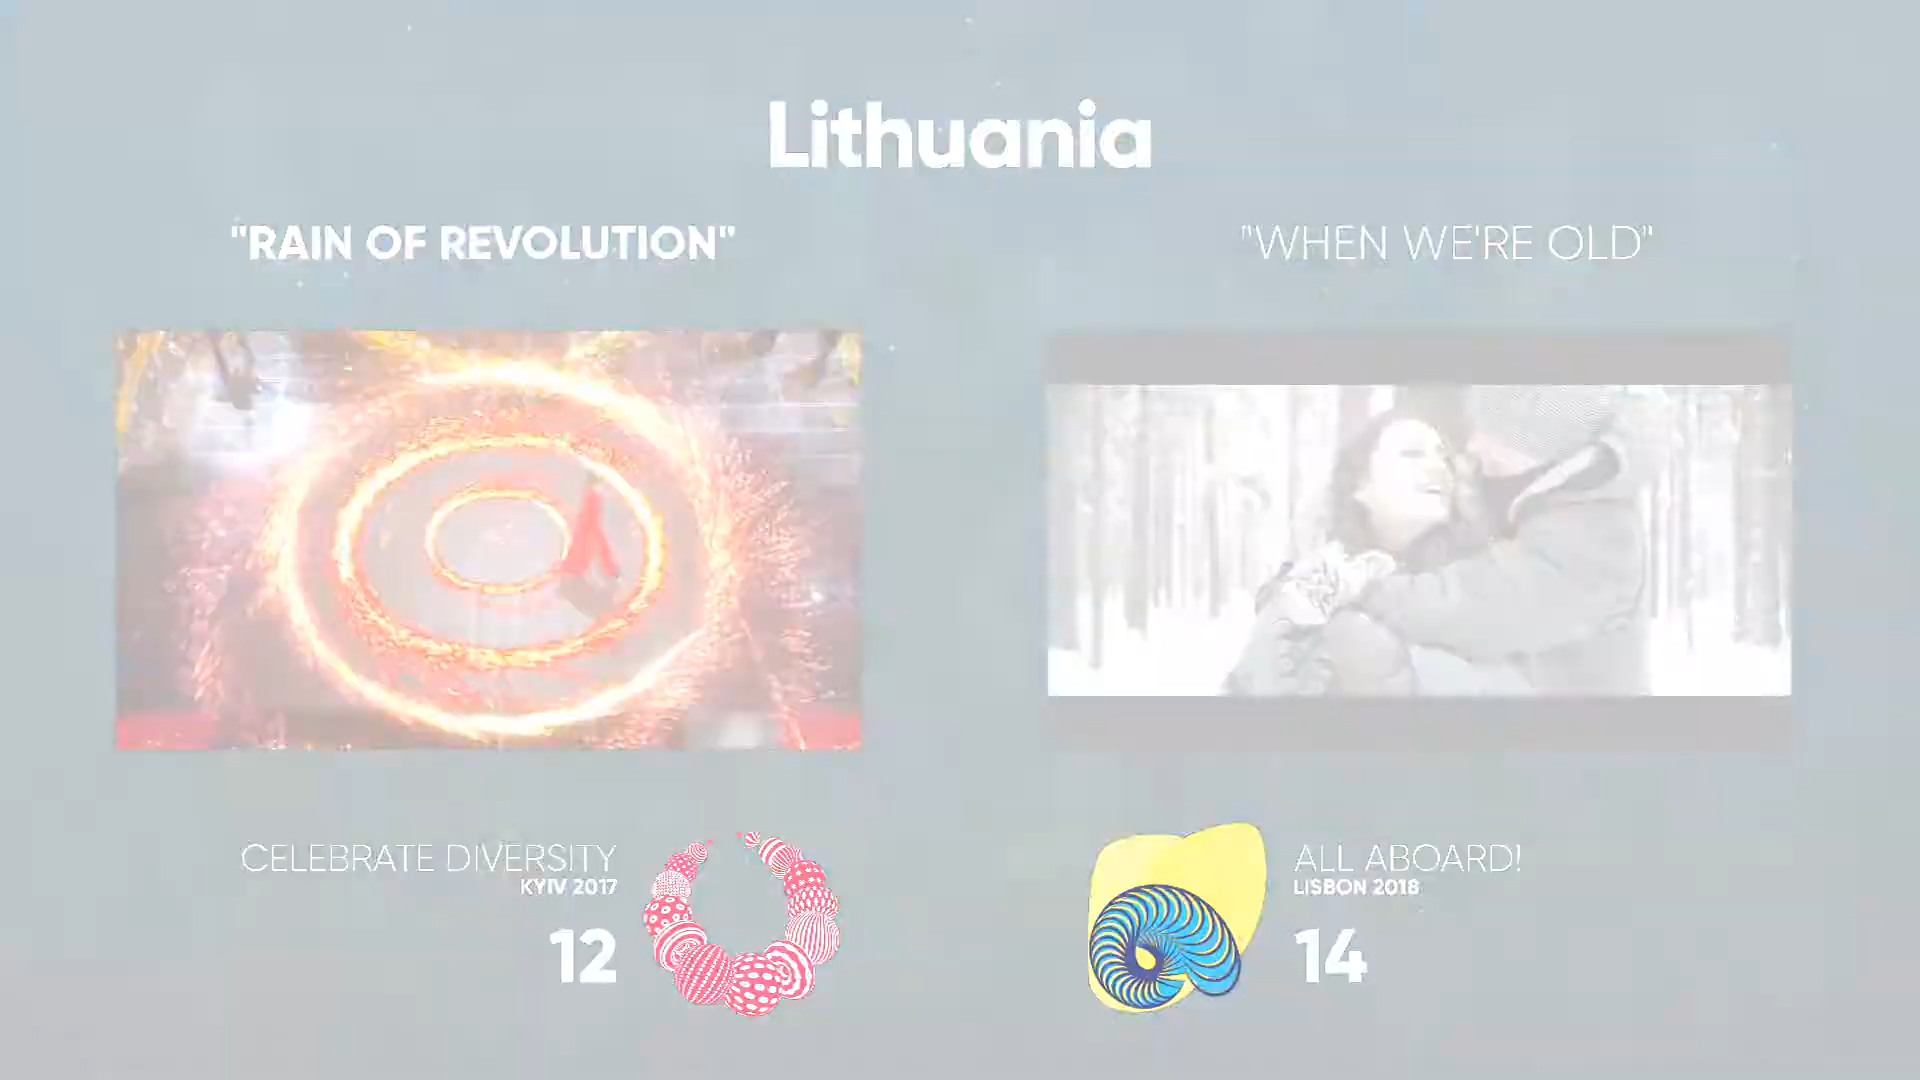 Lithuania
"RAIN OF REVOLUTION"
"WHEN WE'RE OLD"
CELEBRATE DIVERSITY
KYIV 2017
12
ALL ABOARD!
LISBON 2018
14